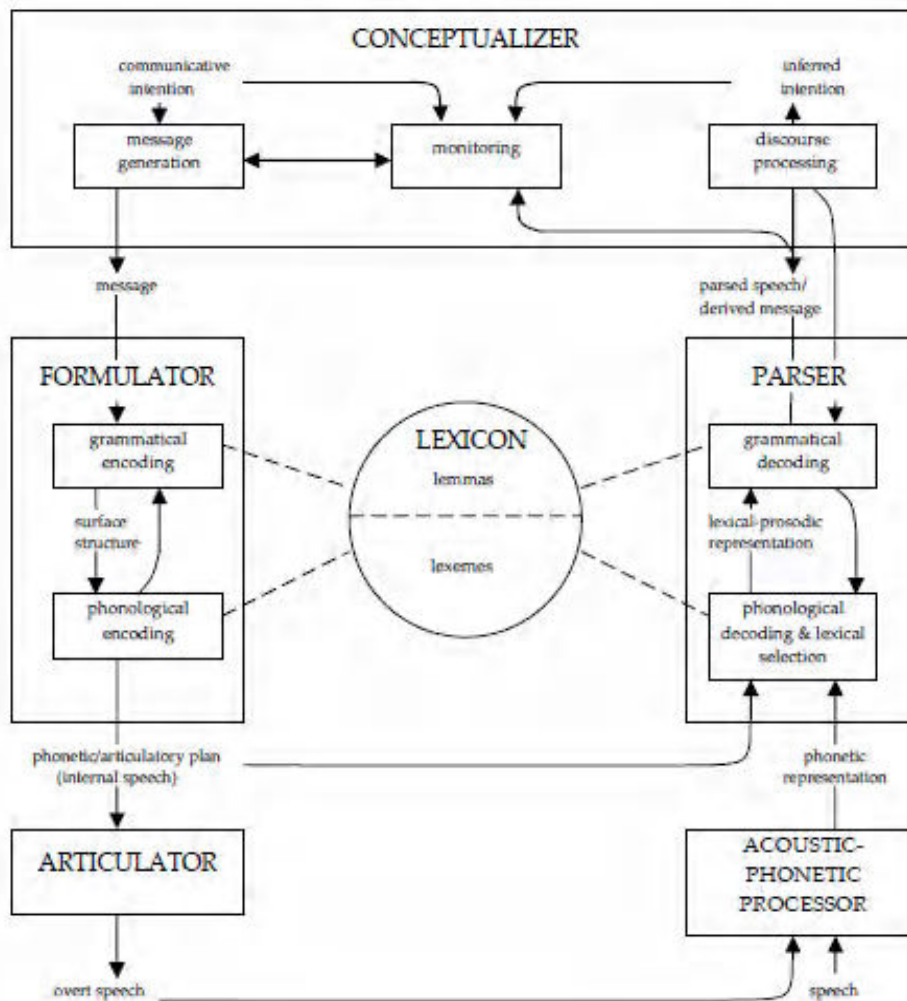 CONCEPTUALIZER
communicative
intention
inferred
intention
message
generation
monitoring
discourse
processing
message
parsed speech/
derived message
FORMULATOR
LEXICON
PARSER
grammatical
encoding
lemmas
grammatical
decoding
surface
structure
lexical-prosodic
representation
lexemes
phonological
encoding
phonological
decoding & lexical
selection
phonetic/articulatory plan
(internal speech)
phonetic
representation
ARTICULATOR
ACOUSTIC-
PHONETIC
PROCESSOR
overt speech
speech